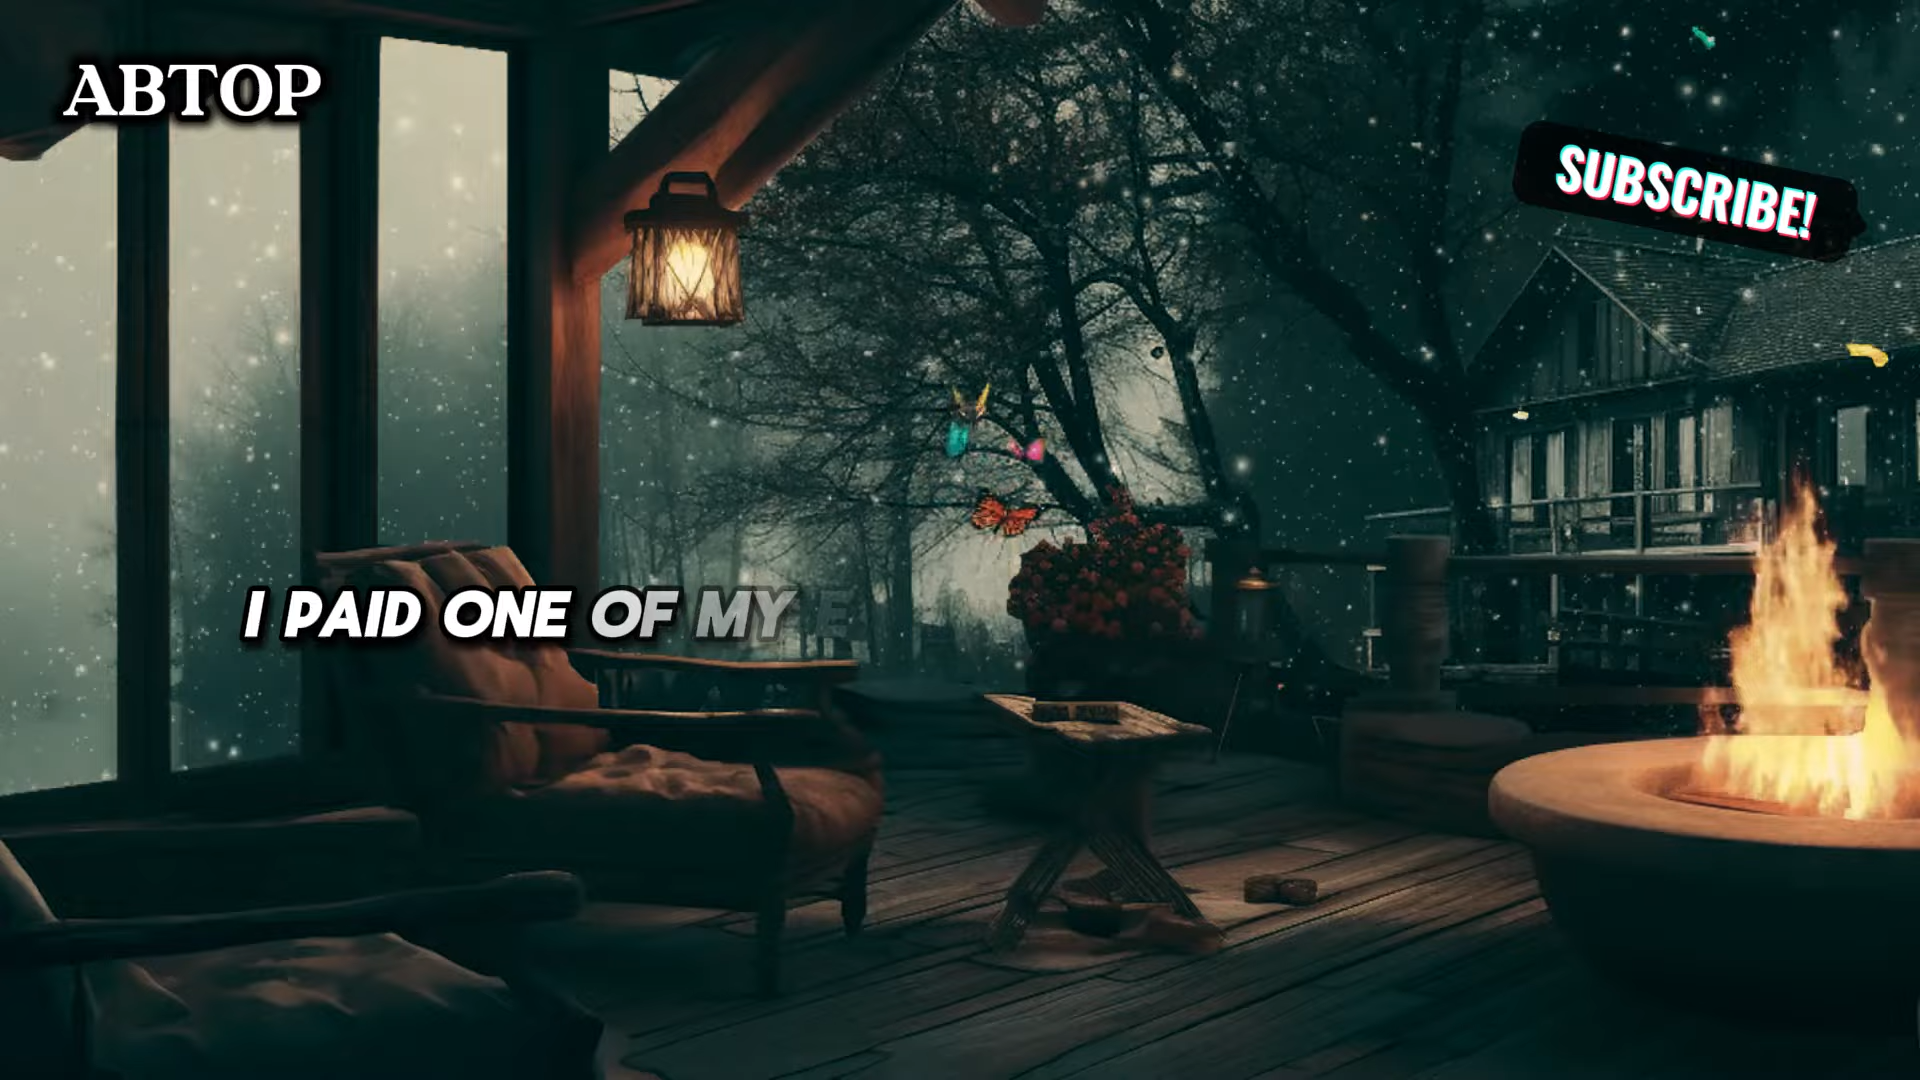 АВТОР
SUBSCRIBE!
I PAID ONE OF MY